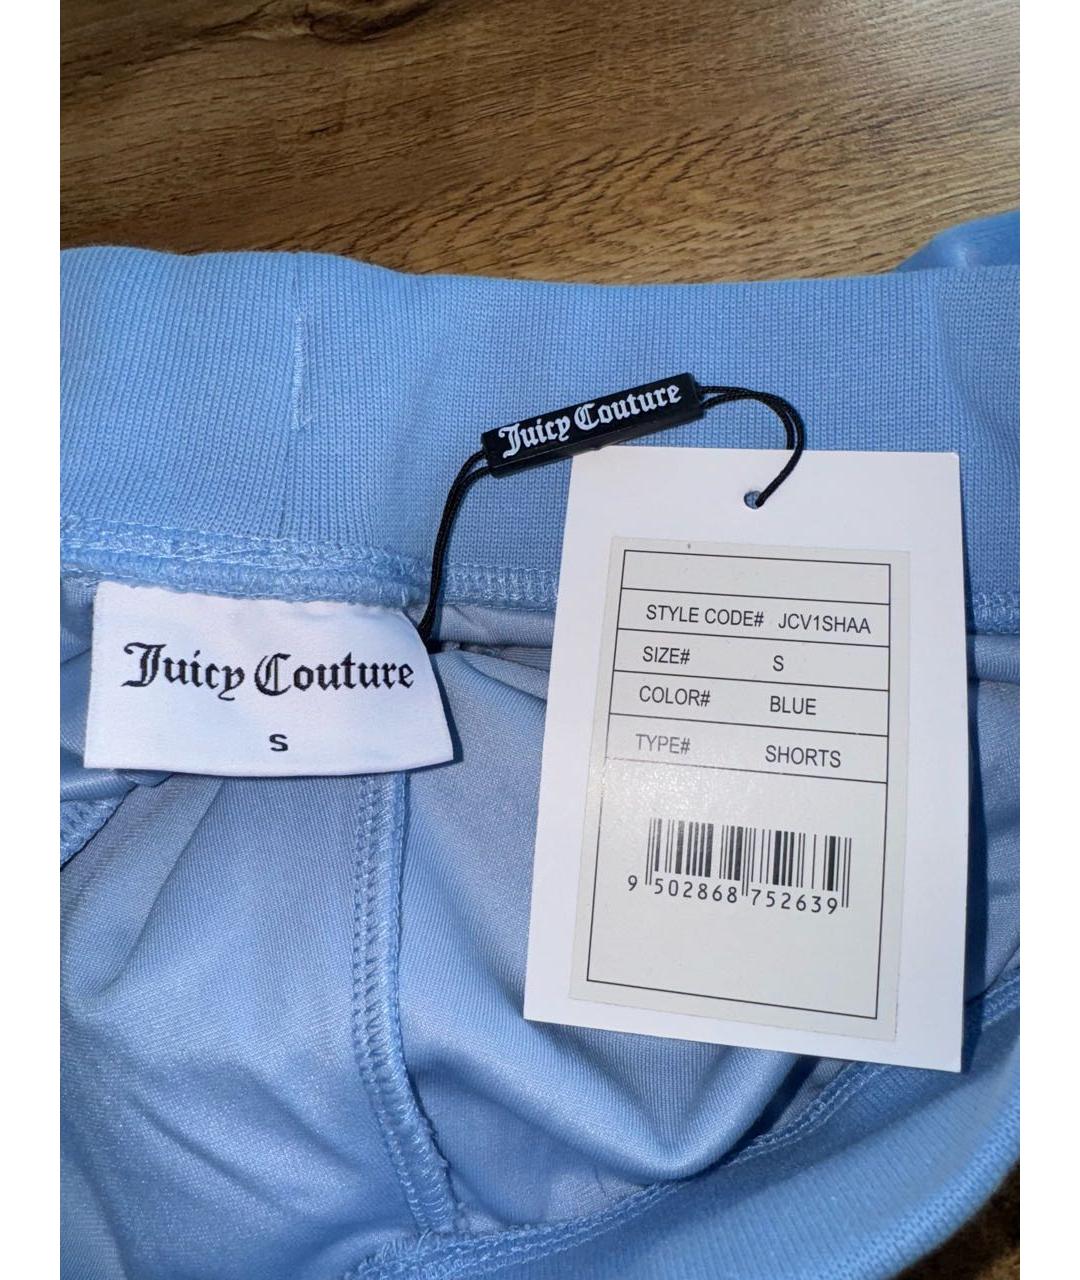 Juicy Couture
Juicy Couture
S
STYLE CODE# JCV1SHAA
SIZE# S
COLOR# BLUE
TYPE# SHORTS
9 502868 752639